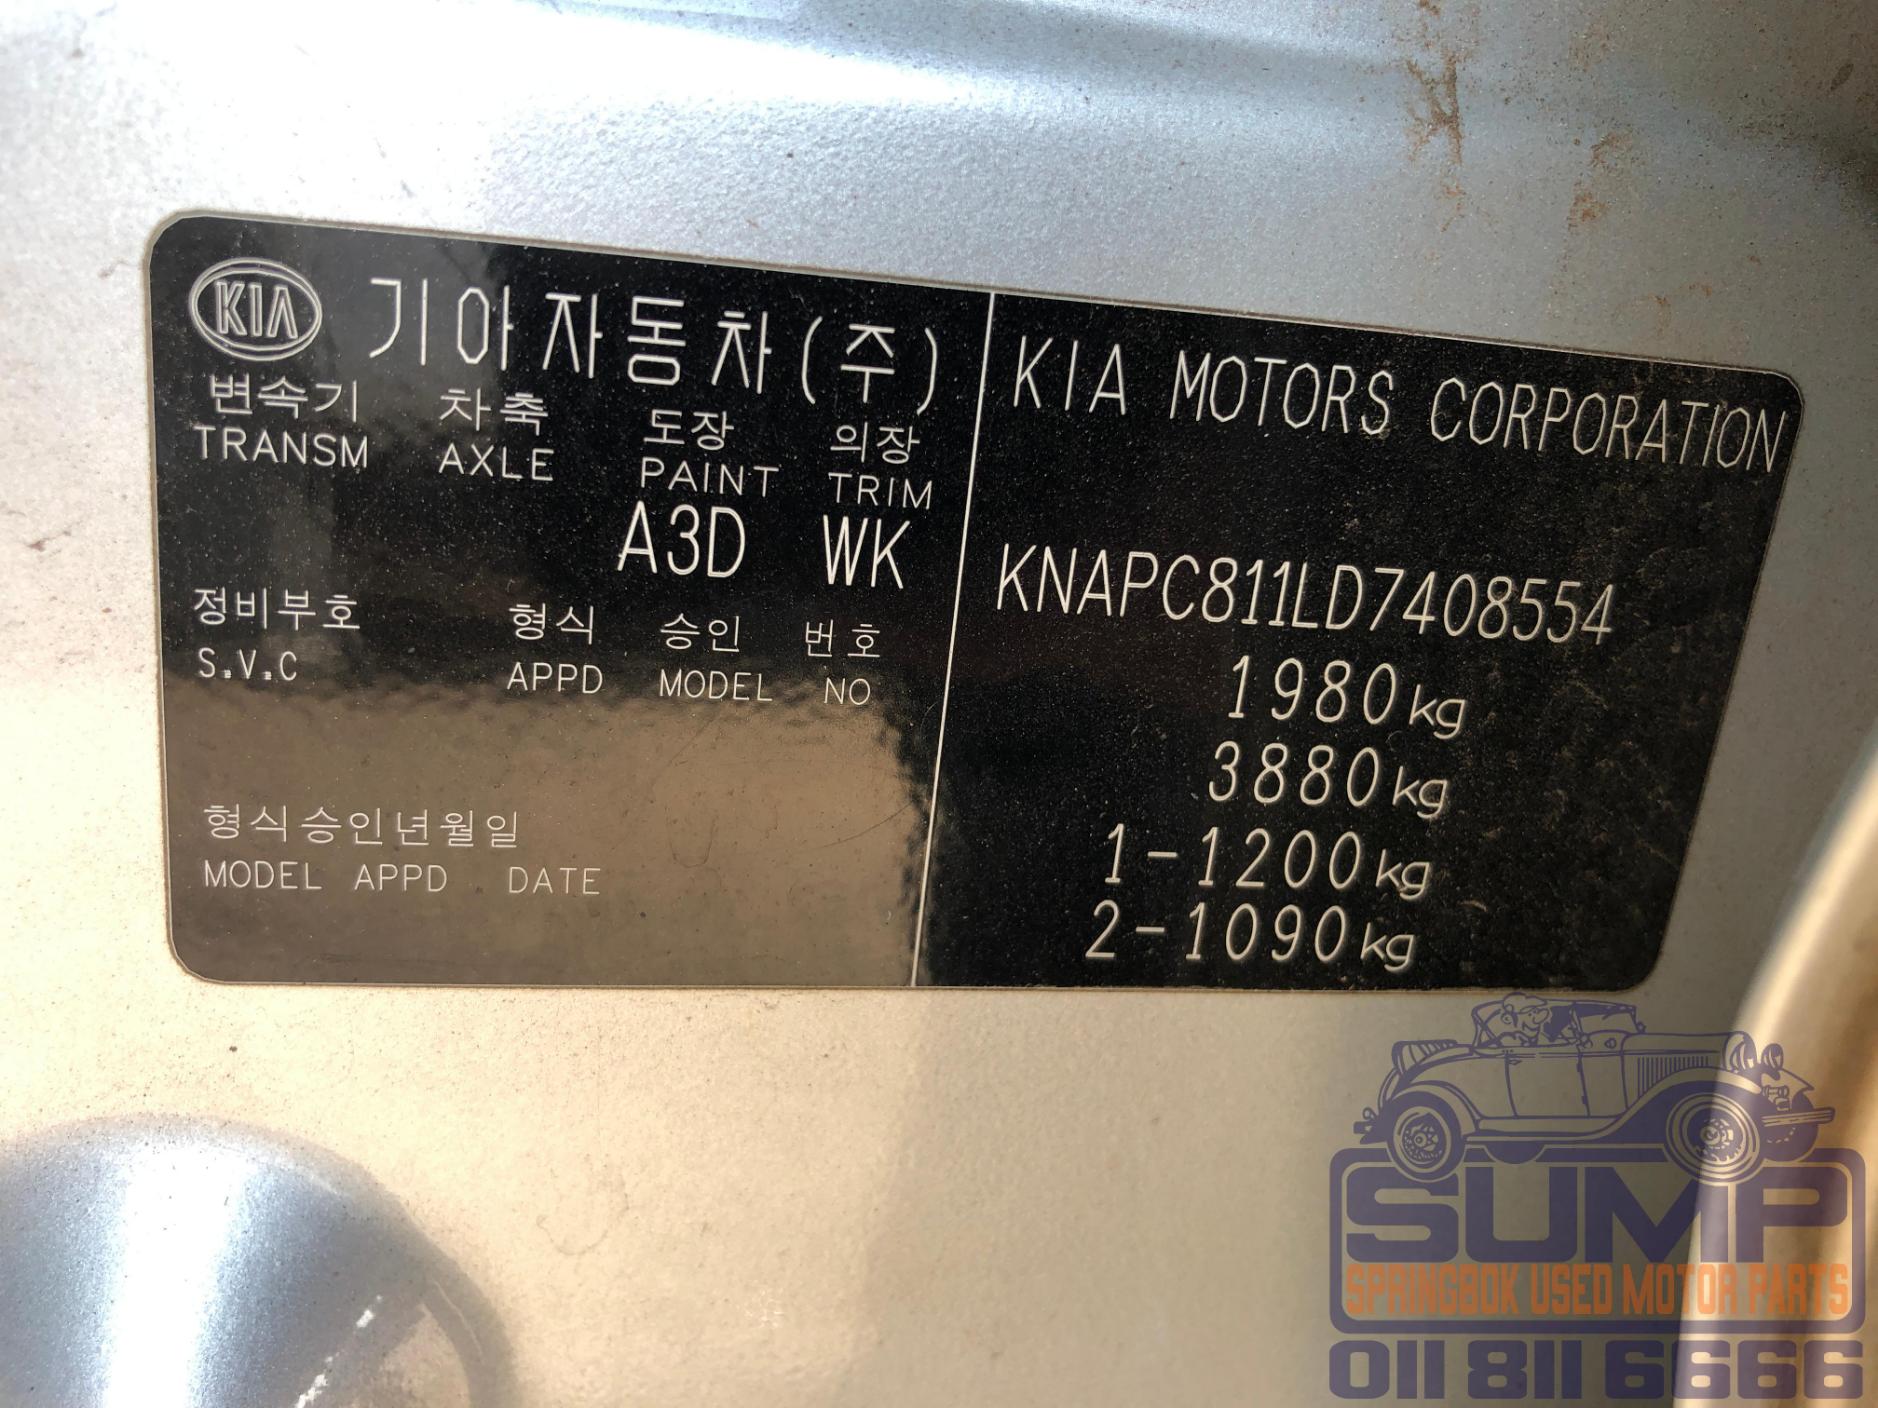 KIA 기아자동차(주)
변속기 차축 도장 의장
TRANSM AXLE PAINT TRIM
A3D WK
정비부호 형식 승인 번호
S.V.C APPD MODEL NO
형식승인년월일
MODEL APPD DATE
KIA MOTORS CORPORATION
KNAPC811LD7408554
1980kg
3880kg
1-1200kg
2-1090kg
SUMP
SPRINGBOK USED MOTOR PARTS
011 811 6666